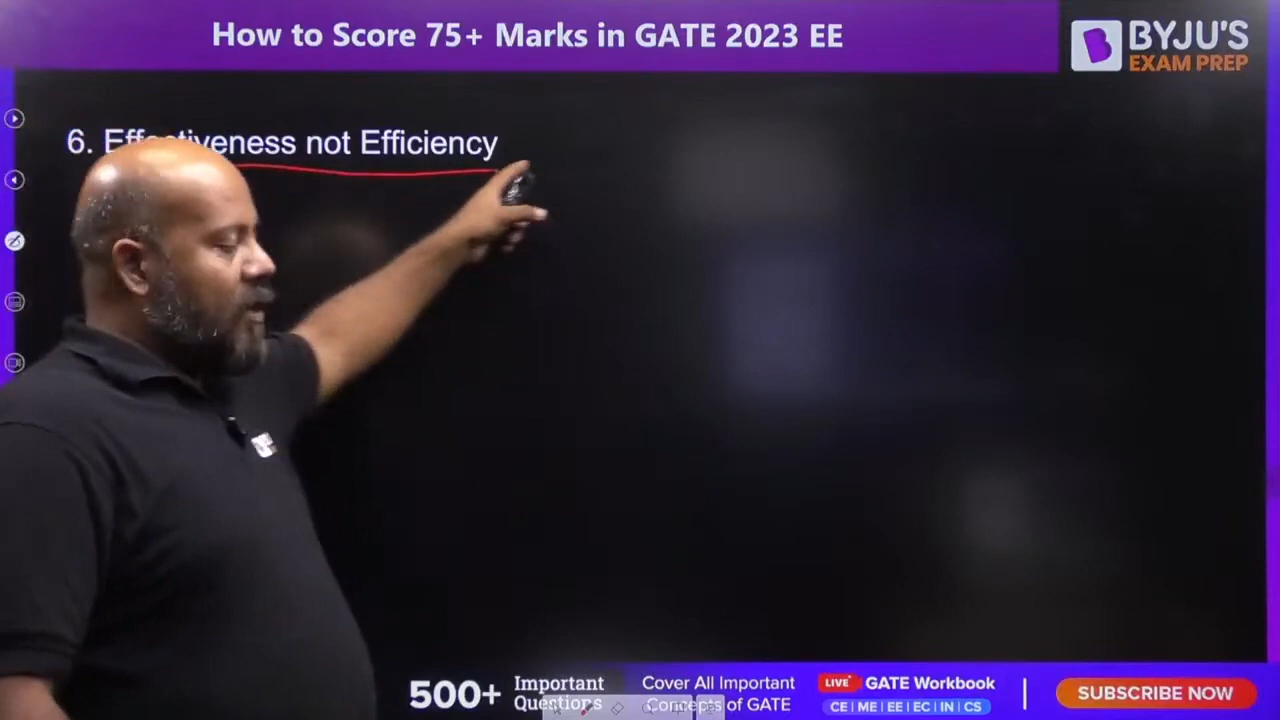 How to Score 75+ Marks in GATE 2023 EE
BYJU'S
EXAM PREP
6. Effectiveness not Efficiency
500+
Important
Questions
Cover All Important
Concepts of GATE
LIVE GATE Workbook
CE | ME | EE | EC | IN | CS
SUBSCRIBE NOW